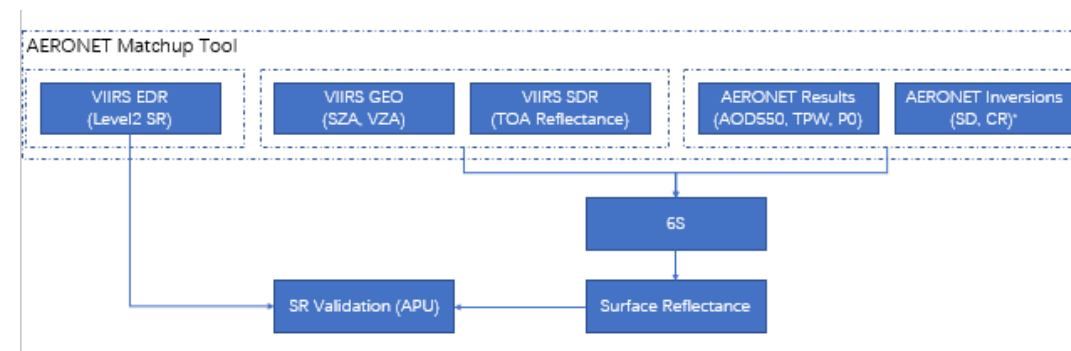 AERONET Matchup Tool
VIIRS EDR
(Level2 SR)
VIIRS GEO
(SZA, VZA)
VIIRS SDR
(TOA Reflectance)
AERONET Results
(AOD550, TPW, P0)
AERONET Inversions
(SD, CR)*
6S
SR Validation (APU)
Surface Reflectance